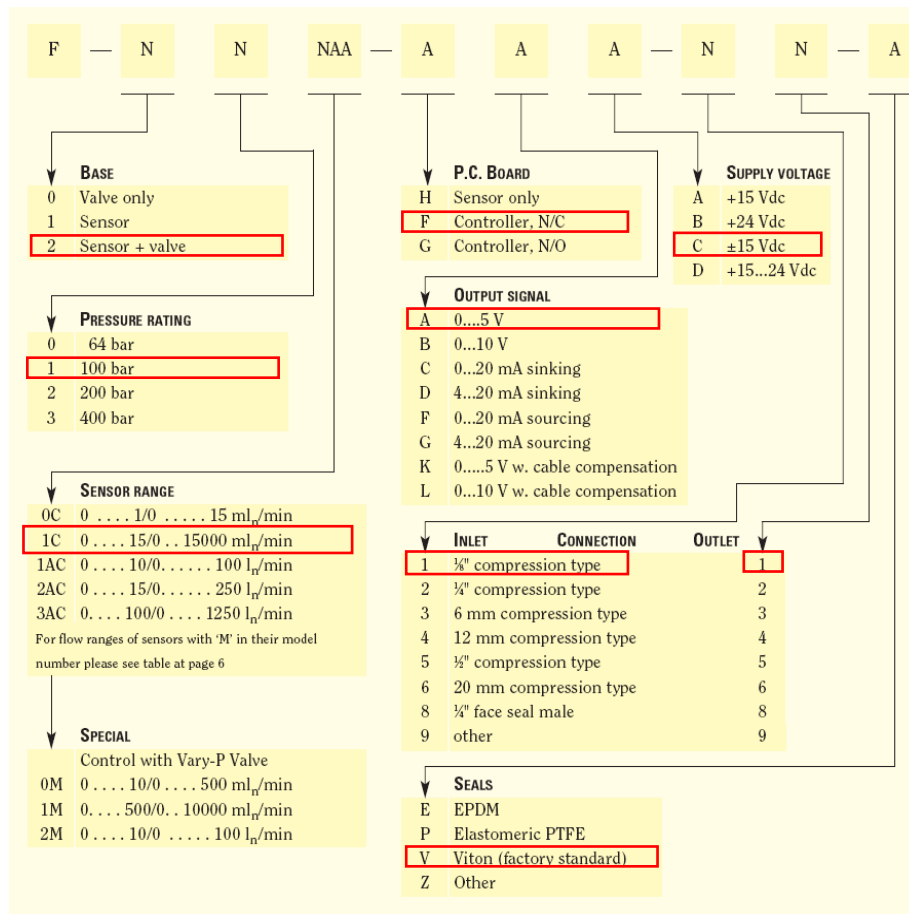 F — N N NAA — A A A — N N — A
BASE
0 Valve only
1 Sensor
2 Sensor + valve
PRESSURE RATING
0 64 bar
1 100 bar
2 200 bar
3 400 bar
SENSOR RANGE
0C 0 . . . . 1/0 . . . . . 15 mln/min
1C 0 . . . . 15/0 . . 15000 mln/min
1AC 0 . . . . 10/0. . . . . . 100 ln/min
2AC 0 . . . . 15/0. . . . . . 250 ln/min
3AC 0. . . . 100/0 . . . . 1250 ln/min
For flow ranges of sensors with ‘M’ in their model
number please see table at page 6
SPECIAL
Control with Vary-P Valve
0M 0 . . . . 10/0 . . . . 500 mln/min
1M 0. . . . 500/0. . 10000 mln/min
2M 0 . . . . 10/0 . . . . . 100 ln/min
P.C. BOARD
H Sensor only
F Controller, N/C
G Controller, N/O
SUPPLY VOLTAGE
A +15 Vdc
B +24 Vdc
C ±15 Vdc
D +15...24 Vdc
OUTPUT SIGNAL
A 0....5 V
B 0...10 V
C 0...20 mA sinking
D 4...20 mA sinking
F 0...20 mA sourcing
G 4...20 mA sourcing
K 0.....5 V w. cable compensation
L 0...10 V w. cable compensation
INLET CONNECTION OUTLET
1 ⅛" compression type 1
2 ¼" compression type 2
3 6 mm compression type 3
4 12 mm compression type 4
5 ½" compression type 5
6 20 mm compression type 6
8 ¼" face seal male 8
9 other 9
SEALS
E EPDM
P Elastomeric PTFE
V Viton (factory standard)
Z Other